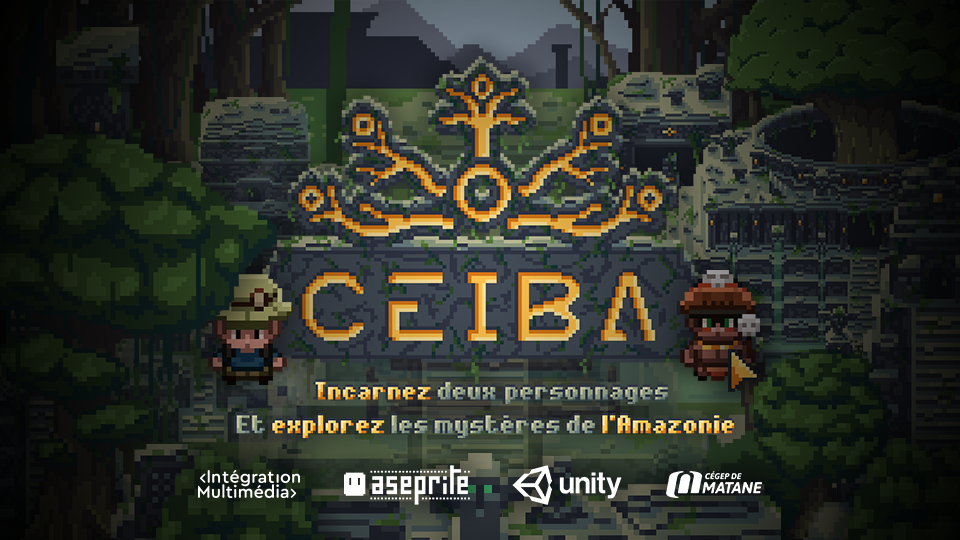 CEIBA
Incarnez deux personnages
Et explorez les mystères de l'Amazonie
<Intégration
Multimédia>
aseprite
unity
CÉGEP DE
MATANE